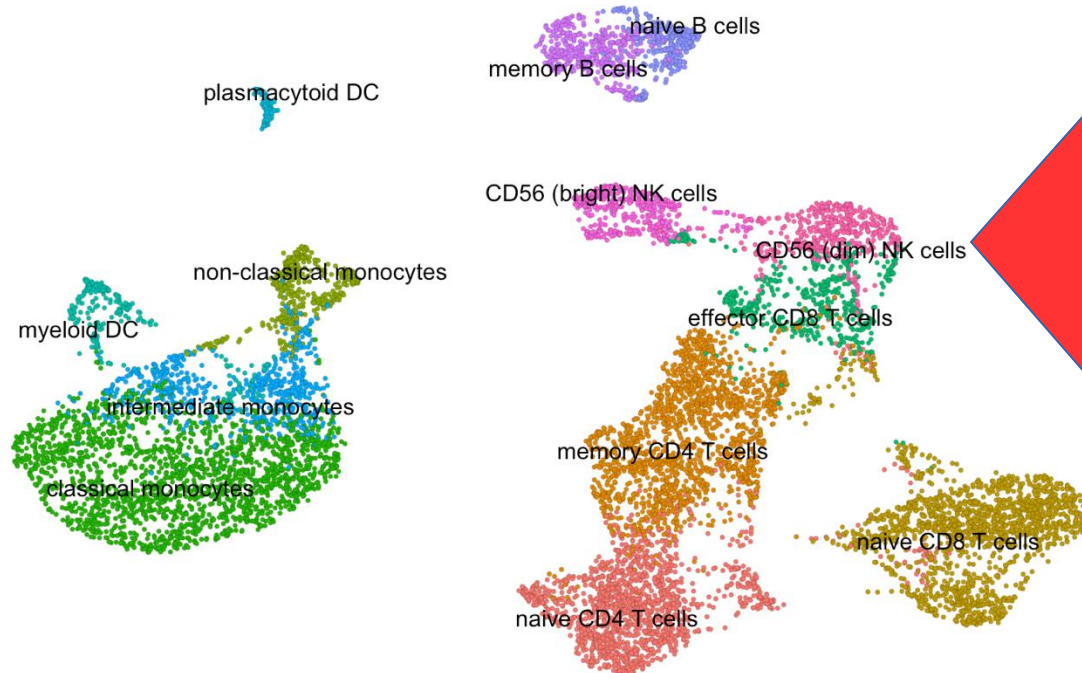 naive B cells
memory B cells
plasmacytoid DC
CD56 (bright) NK cells
CD56 (dim) NK cells
non-classical monocytes
effector CD8 T cells
myeloid DC
intermediate monocytes
memory CD4 T cells
classical monocytes
naive CD8 T cells
naive CD4 T cells